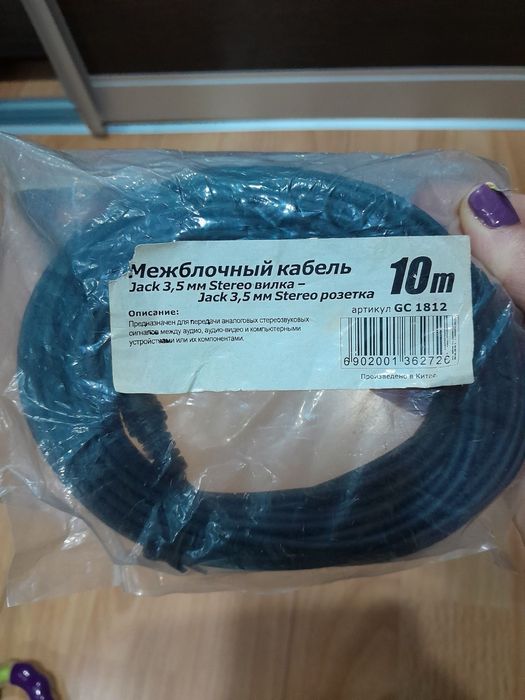 Межблочный кабель
Jack 3,5 мм Stereo вилка –
Jack 3,5 мм Stereo розетка
10m
артикул GC 1812
Описание:
Предназначен для передачи аналоговых стереозвуковых
сигналов между аудио, аудио-видео и компьютерными
устройствами или их компонентами.
6902001 362726
Произведено в Китае